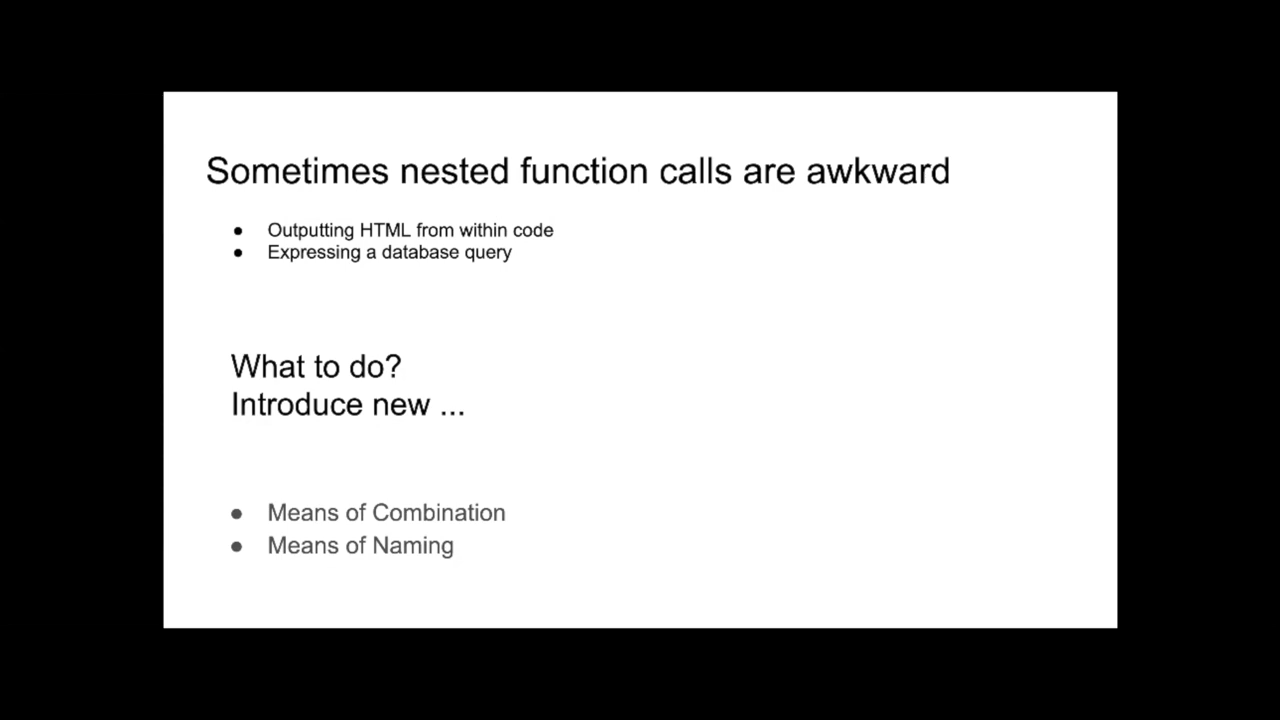 Sometimes nested function calls are awkward
● Outputting HTML from within code
● Expressing a database query
What to do?
Introduce new ...
● Means of Combination
● Means of Naming